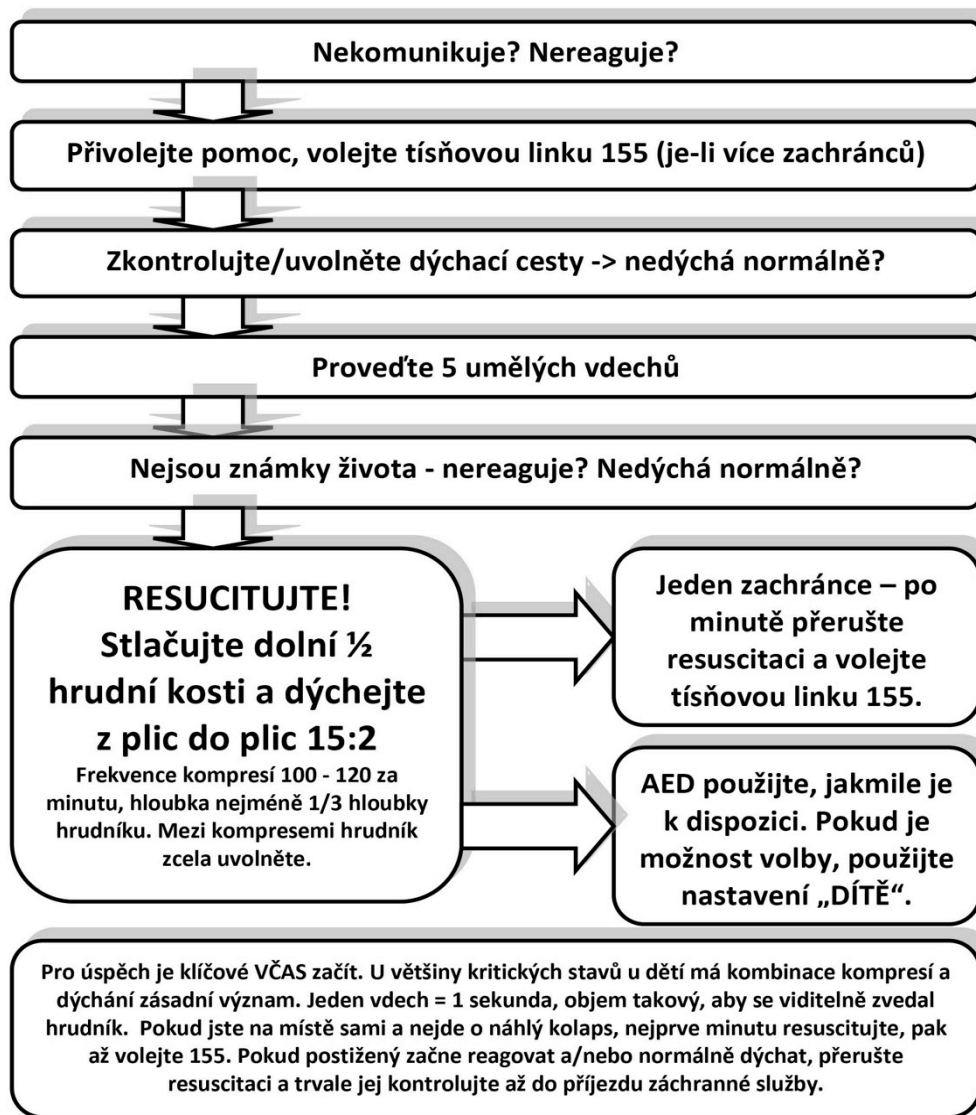 Nekomunikuje? Nereaguje?
Přivolejte pomoc, volejte tísňovou linku 155 (je-li více zachránců)
Zkontrolujte/uvolněte dýchací cesty -> nedýchá normálně?
Proveďte 5 umělých vdechů
Nejsou známky života - nereaguje? Nedýchá normálně?
RESUCITUJTE!
Stlačujte dolní ½
hrudní kosti a dýchejte
z plic do plic 15:2
Frekvence kompresí 100 - 120 za
minutu, hloubka nejméně 1/3 hloubky
hrudníku. Mezi kompresemi hrudník
zcela uvolněte.
Jeden zachránce – po
minutě přerušte
resuscitaci a volejte
tísňovou linku 155.
AED použijte, jakmile je
k dispozici. Pokud je
možnost volby, použijte
nastavení „DÍTĚ“.
Pro úspěch je klíčové VČAS začít. U většiny kritických stavů u dětí má kombinace kompresí a
dýchání zásadní význam. Jeden vdech = 1 sekunda, objem takový, aby se viditelně zvedal
hrudník. Pokud jste na místě sami a nejde o náhlý kolaps, nejprve minutu resuscitujte, pak
až volejte 155. Pokud postižený začne reagovat a/nebo normálně dýchat, přerušte
resuscitaci a trvale jej kontrolujte až do příjezdu záchranné služby.